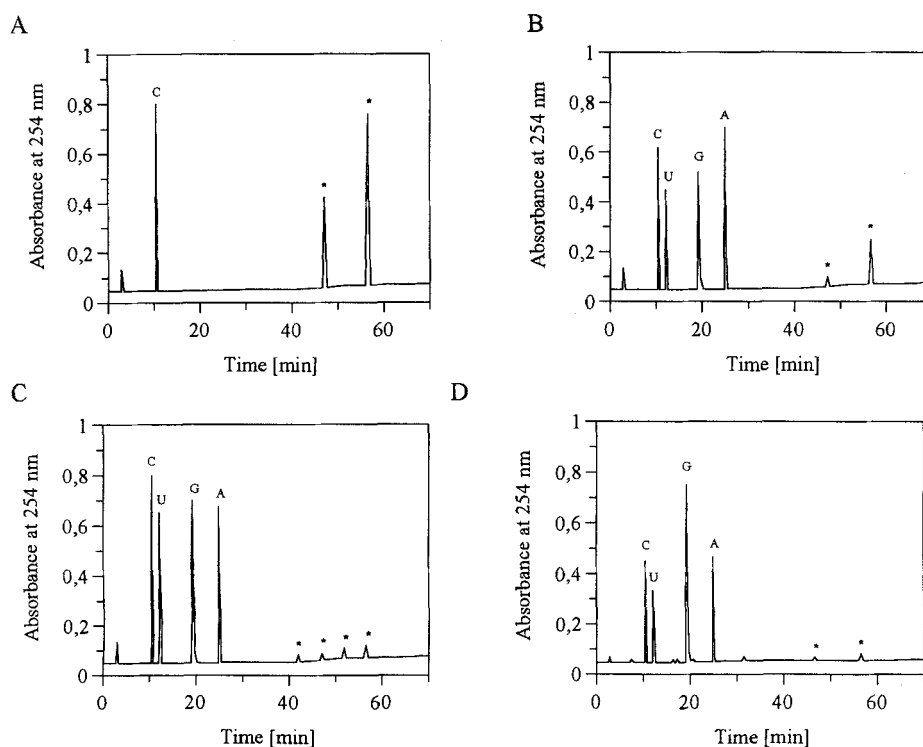 A
Absorbance at 254 nm
1
0,8
0,6
0,4
0,2
0
C
*
*
0 20 40 60
Time [min]
B
Absorbance at 254 nm
1
0,8
0,6
0,4
0,2
0
C
U
G
A
*
*
0 20 40 60
Time [min]
C
Absorbance at 254 nm
1
0,8
0,6
0,4
0,2
0
C
U
G
A
* * * *
0 20 40 60
Time [min]
D
Absorbance at 254 nm
1
0,8
0,6
0,4
0,2
0
C
U
G
A
* *
0 20 40 60
Time [min]